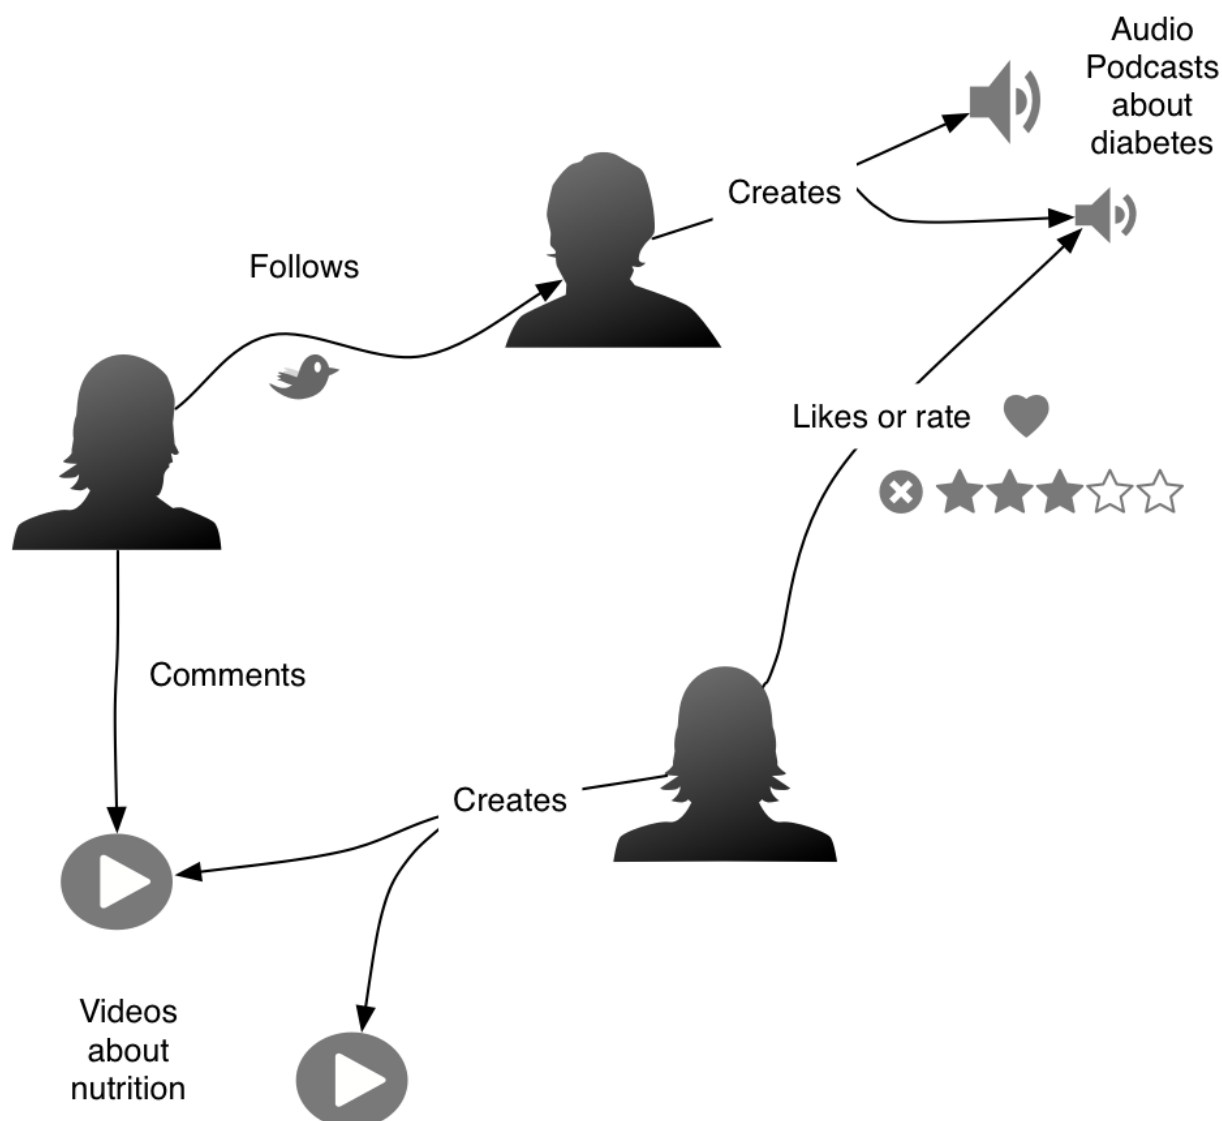 Audio
Podcasts
about
diabetes
Creates
Follows
Likes or rate
Comments
Creates
Videos
about
nutrition